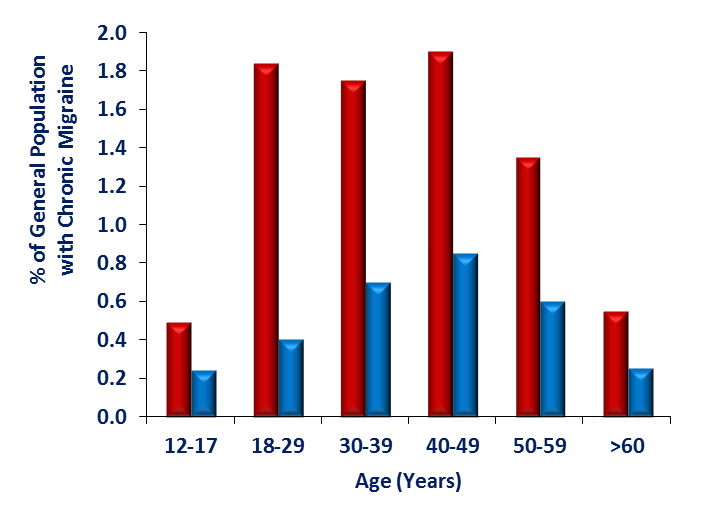 % of General Population
with Chronic Migraine
2.0
1.8
1.6
1.4
1.2
1.0
0.8
0.6
0.4
0.2
0.0
12-17 18-29 30-39 40-49 50-59 >60
Age (Years)